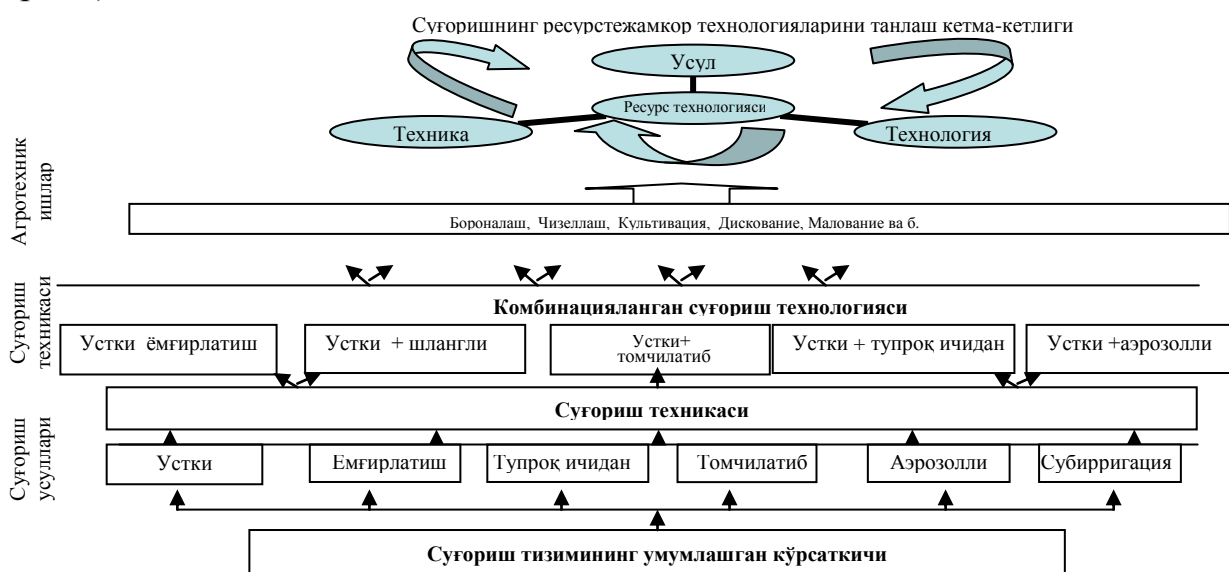 Суғоришнинг ресурстежамкор технологияларини танлаш кетма-кетлиги
Усул
Ресурс технологияси
Техника
Технология
Агротехник
ишлар
Бороналаш, Чизеллаш, Культивация, Дискование, Малование ва б.
Суғориш
техникаси
Комбинацияланган суғориш технологияси
Устки ёмғирлатиш
Устки + шлангли
Устки+
томчилатиб
Устки + тупроқ ичидан
Устки +аэрозолли
Суғориш техникаси
Суғориш
усуллари
Устки
Емғирлатиш
Тупроқ ичидан
Томчилатиб
Аэрозолли
Субирригация
Суғориш тизимининг умумлашган кўрсаткичи